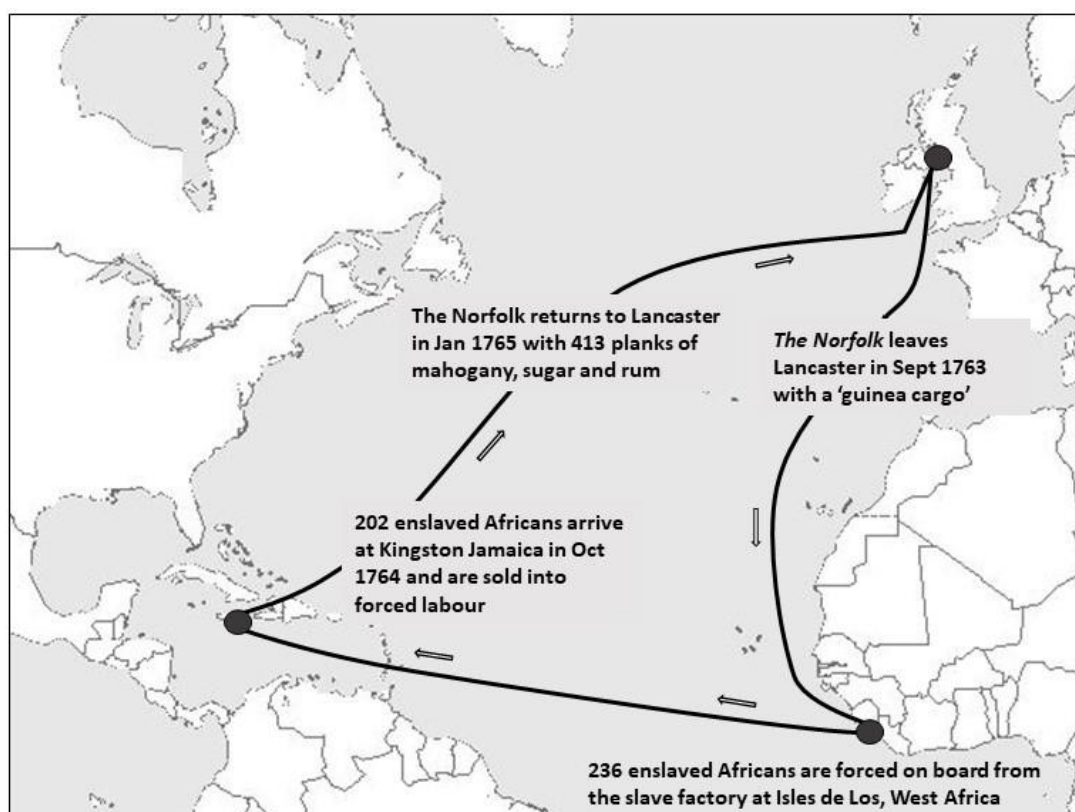 The Norfolk returns to Lancaster
in Jan 1765 with 413 planks of
mahogany, sugar and rum
The Norfolk leaves
Lancaster in Sept 1763
with a ‘guinea cargo’
202 enslaved Africans arrive
at Kingston Jamaica in Oct
1764 and are sold into
forced labour
236 enslaved Africans are forced on board from
the slave factory at Isles de Los, West Africa